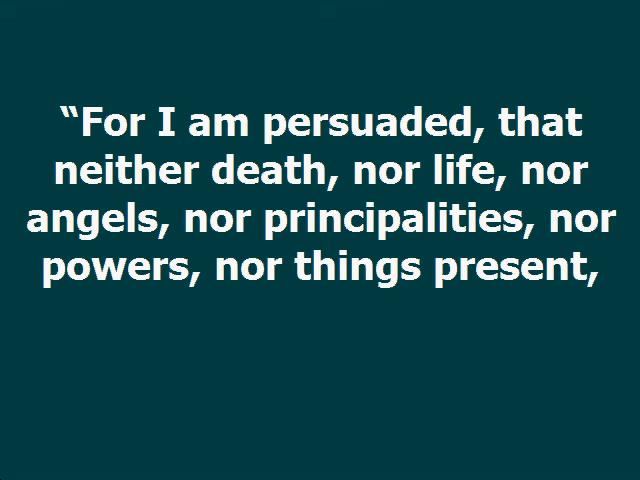 “For I am persuaded, that
neither death, nor life, nor
angels, nor principalities, nor
powers, nor things present,